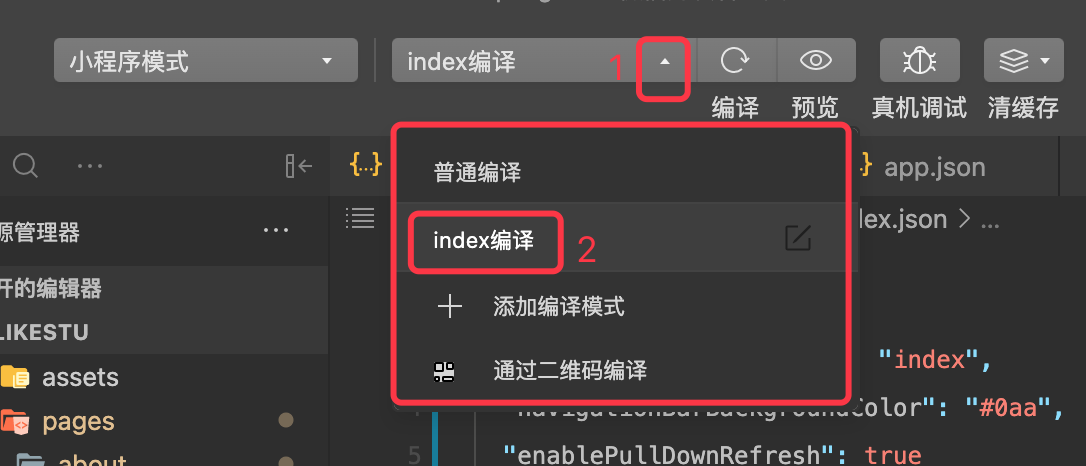 小程序模式
index编译
1
编译
预览
真机调试
清缓存
{..}
app.json
普通编译
源管理器
index编译
2
ex.json > ...
开的编辑器
添加编译模式
LIKESTU
通过二维码编译
"index",
assets
"navigationBarBackgroundColor": "#0aa",
pages
5 "enablePullDownRefresh": true
about